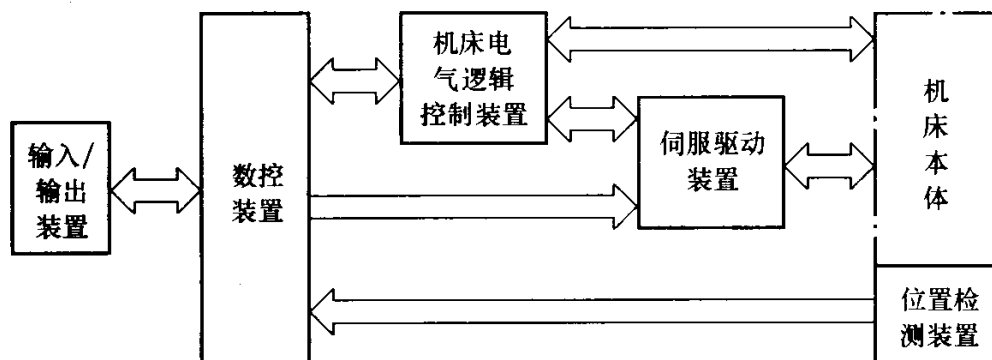 输入/
输出
装置
数控
装置
机床电
气逻辑
控制装置
伺服驱动
装置
机
床
本
体
位置检
测装置